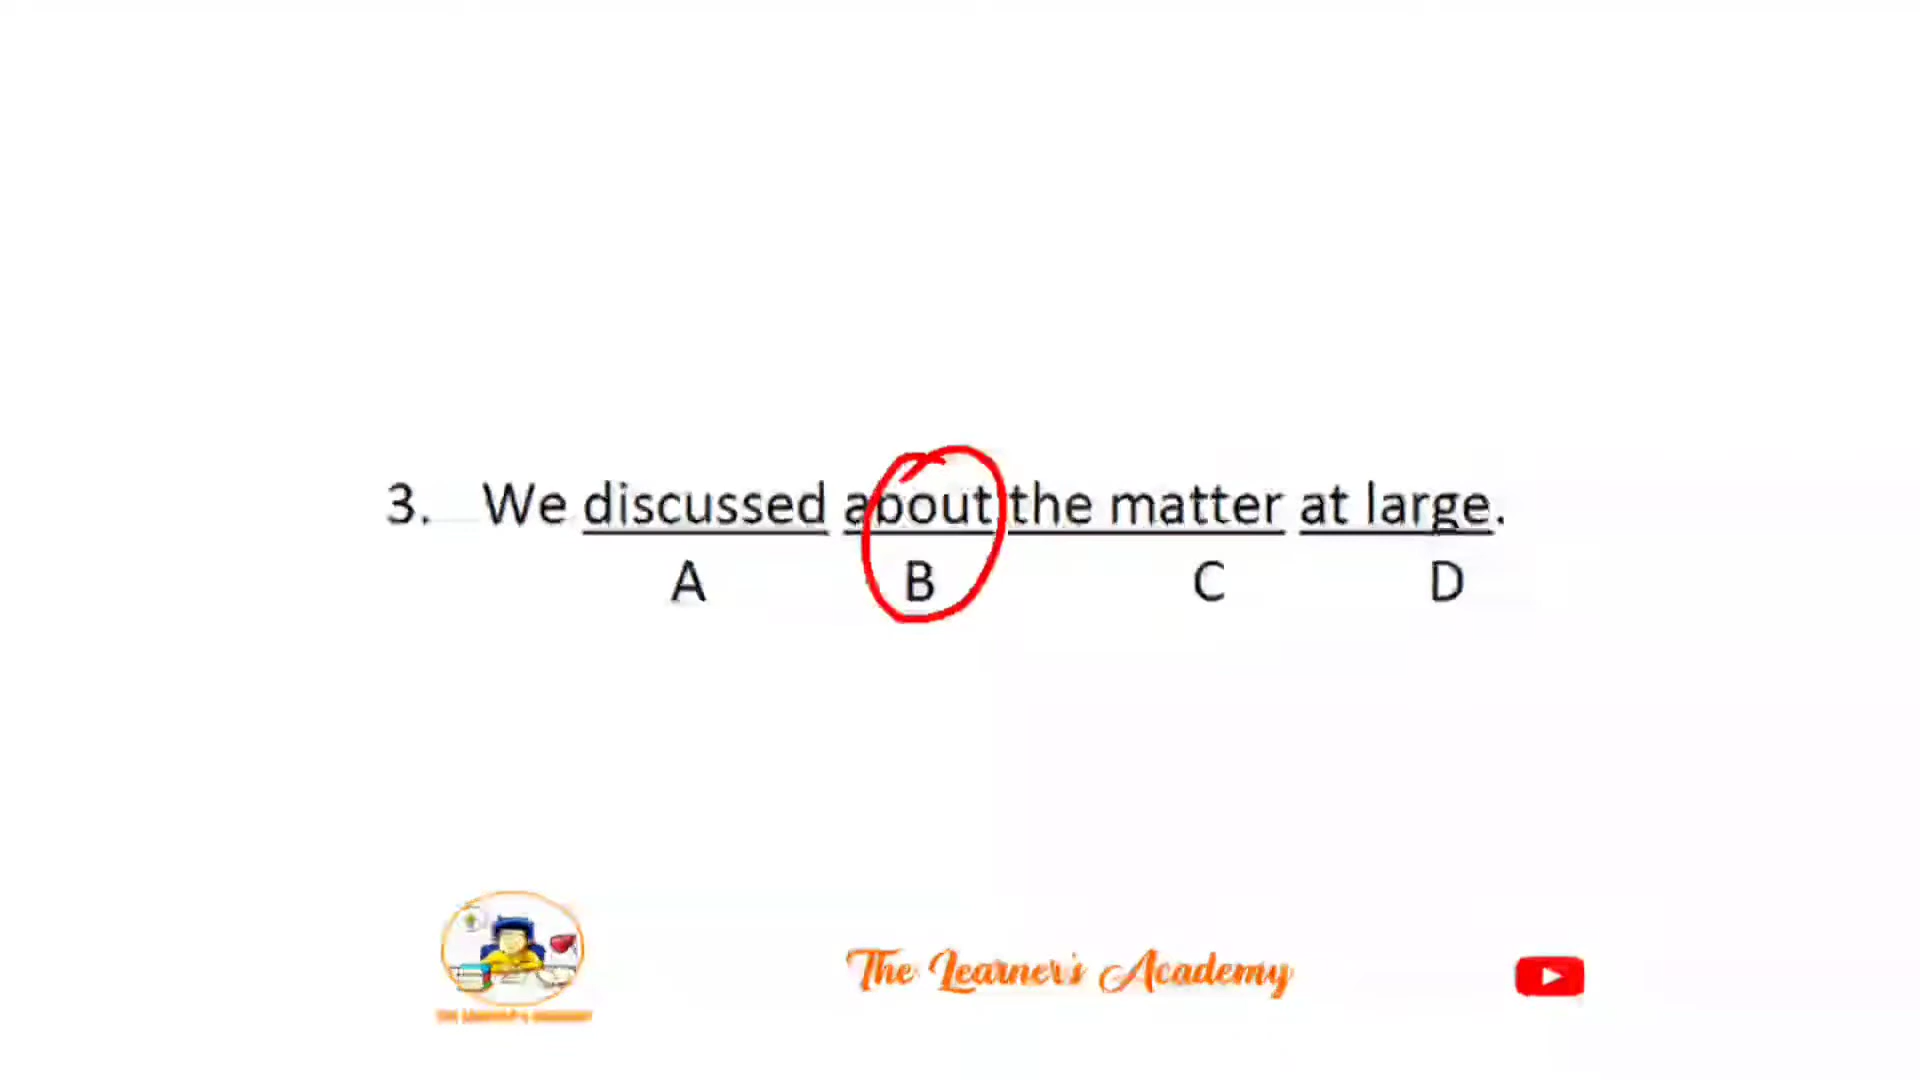 3. We discussed about the matter at large.
A B C D
The Learner's Academy